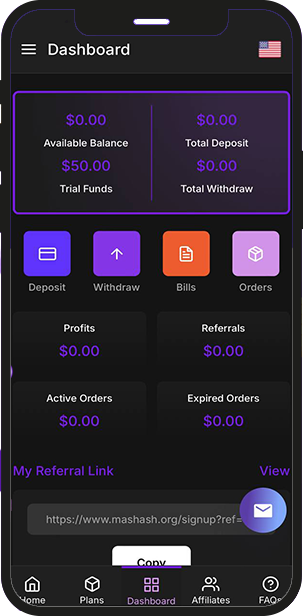 Dashboard
$0.00 $0.00
Available Balance Total Deposit
$50.00 $0.00
Trial Funds Total Withdraw
Deposit Withdraw Bills Orders
Profits Referrals
$0.00 $0.00
Active Orders Expired Orders
$0.00 $0.00
My Referral Link View
https://www.mashash.org/signup?ref=
Copy
Home Plans Dashboard Affiliates FAQs